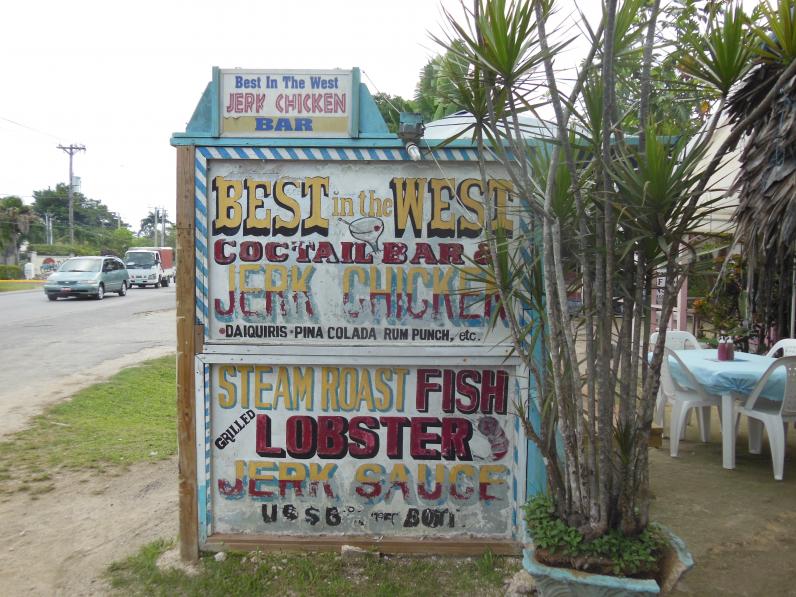 Best In The West
JERK CHICKEN
BAR
BEST in the WEST
COCTAIL BAR &
JERK CHICKEN
• DAIQUIRIS • PINA COLADA RUM PUNCH, etc.
STEAM ROAST FISH
GRILLED
LOBSTER
JERK SAUCE
U$$6